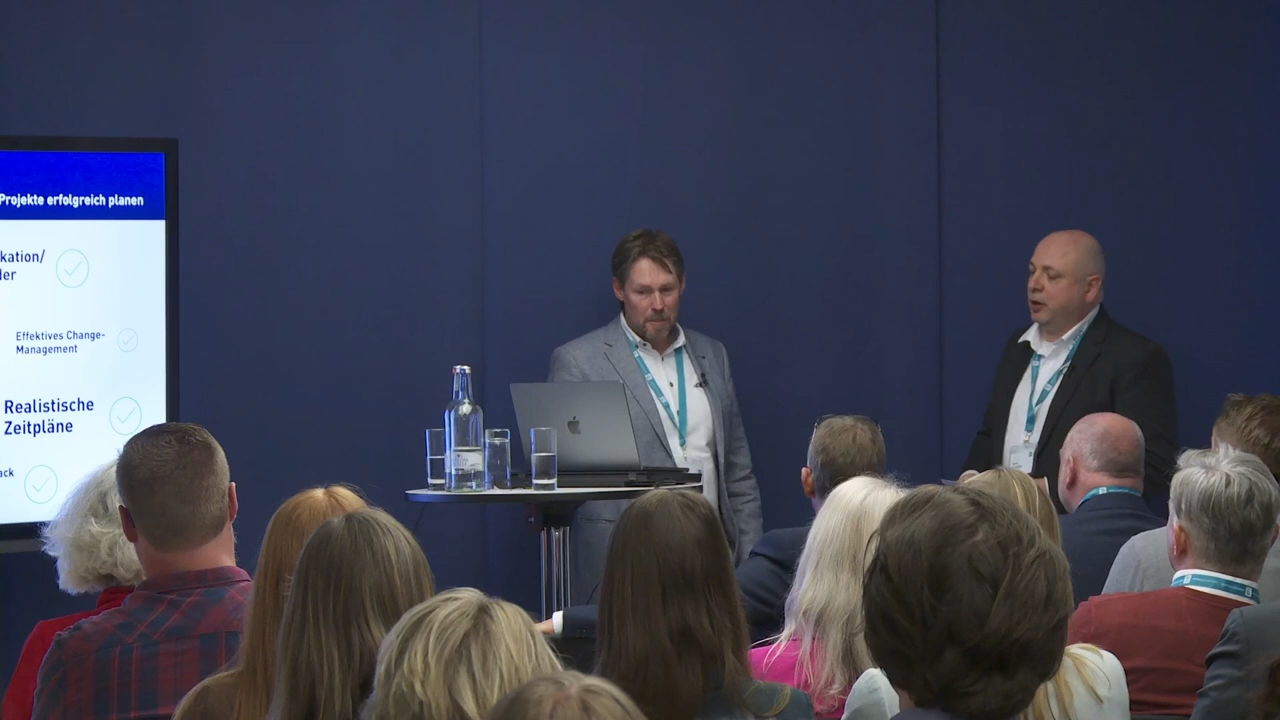 Projekte erfolgreich planen
kation/
ler
Effektives Change-
Management
Realistische
Zeitpläne
ack